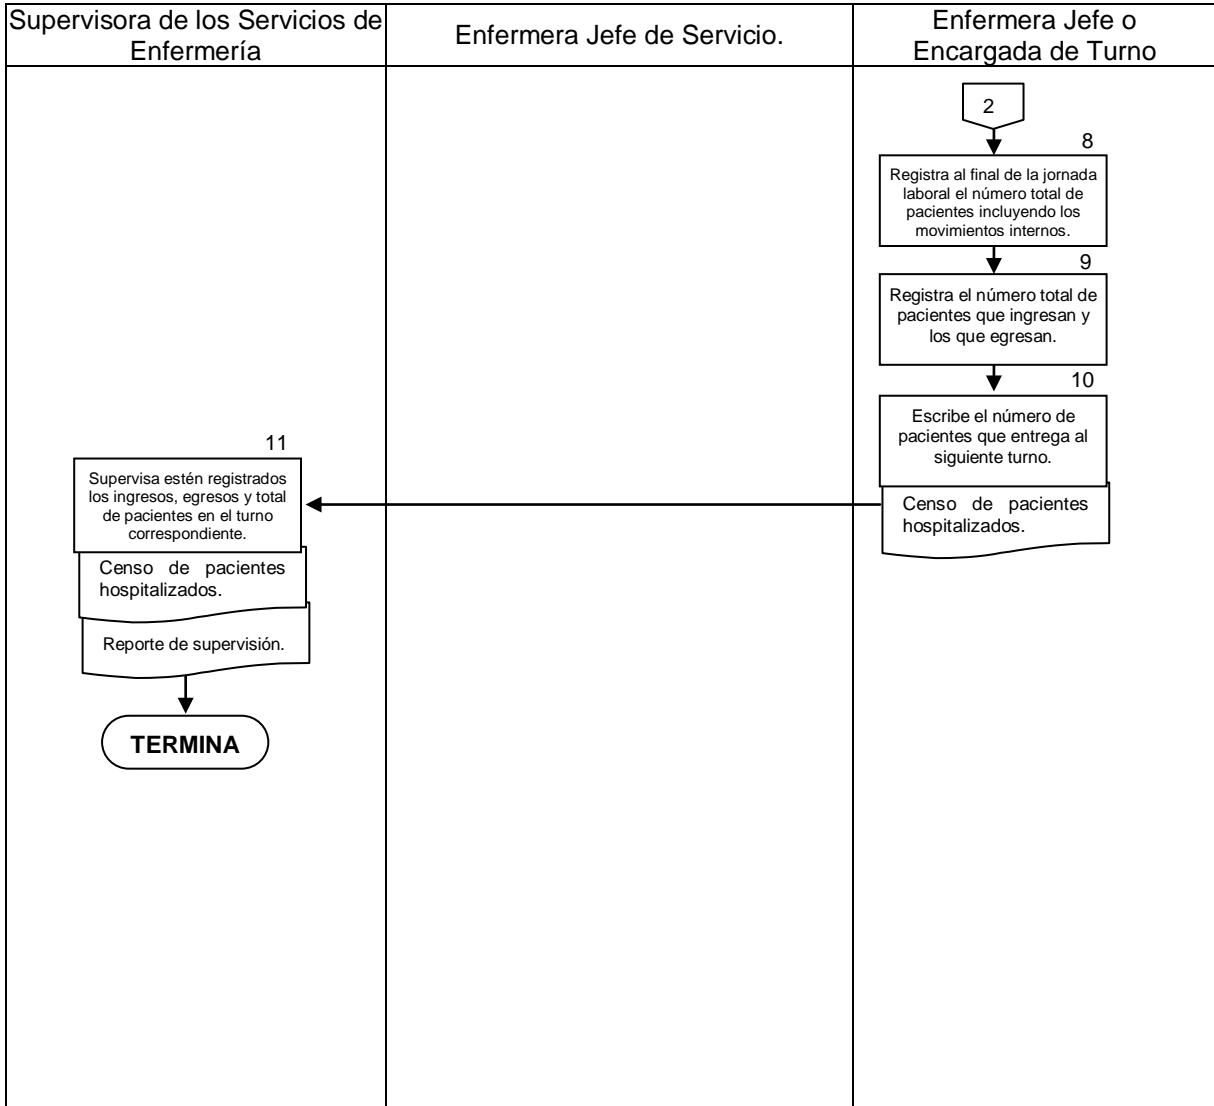 Supervisora de los Servicios de
Enfermería
Enfermera Jefe de Servicio.
Enfermera Jefe o
Encargada de Turno
2
8
Registra al final de la jornada
laboral el número total de
pacientes incluyendo los
movimientos internos.
9
Registra el número total de
pacientes que ingresan y
los que egresan.
10
Escribe el número de
pacientes que entrega al
siguiente turno.
Censo de pacientes
hospitalizados.
11
Supervisa estén registrados
los ingresos, egresos y total
de pacientes en el turno
correspondiente.
Censo de pacientes
hospitalizados.
Reporte de supervisión.
TERMINA